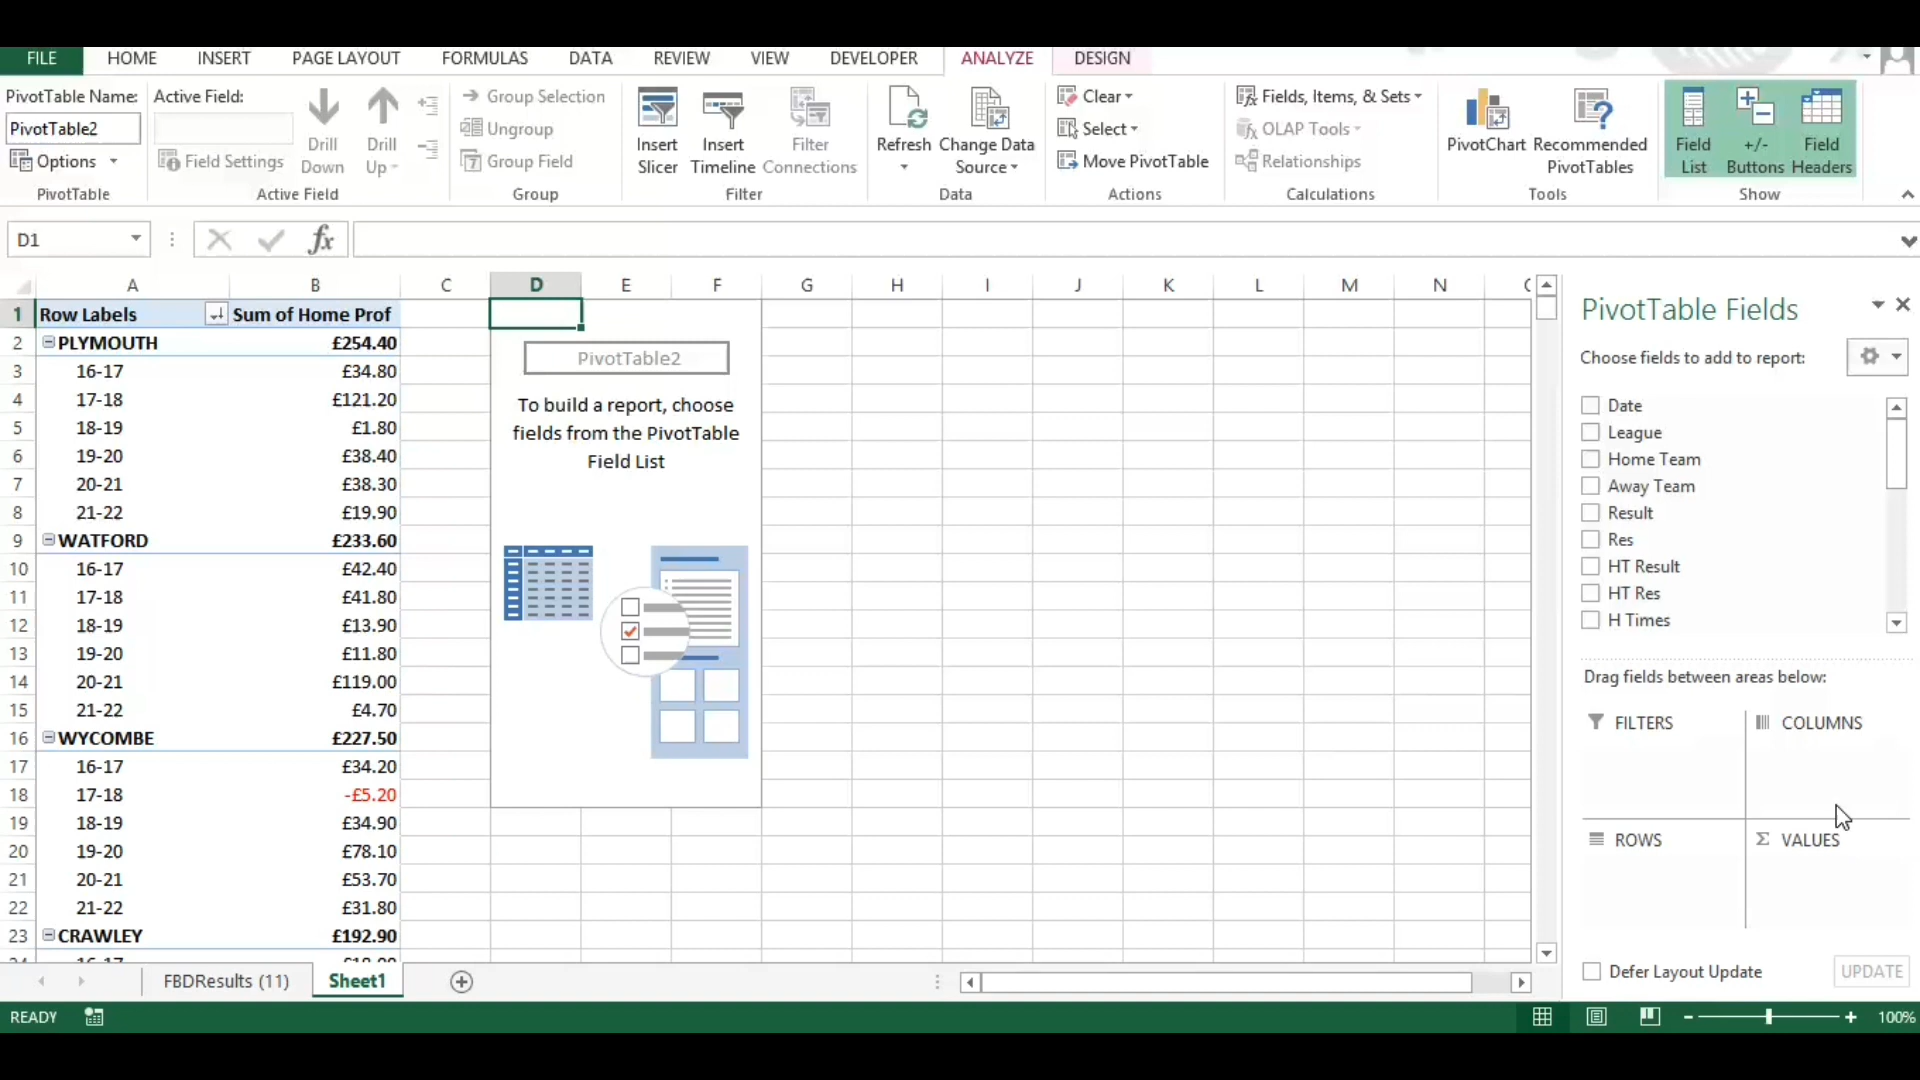 FILE HOME INSERT PAGE LAYOUT FORMULAS DATA REVIEW VIEW DEVELOPER ANALYZE DESIGN
PivotTable Name:
PivotTable2
Options
PivotTable
Active Field:
Field Settings
Drill Down
Drill Up
Active Field
Group Selection
Ungroup
Group Field
Group
Insert Slicer
Insert Timeline
Filter Connections
Filter
Refresh
Change Data Source
Data
Clear
Select
Move PivotTable
Actions
Fields, Items, & Sets
OLAP Tools
Relationships
Calculations
PivotChart
Recommended PivotTables
Tools
Field List
+/- Buttons
Field Headers
Show
D1
fx
A B C D E F G H I J K L M N
1 Row Labels Sum of Home Prof
2 PLYMOUTH £254.40
3 16-17 £34.80
4 17-18 £121.20
5 18-19 £1.80
6 19-20 £38.40
7 20-21 £38.30
8 21-22 £19.90
9 WATFORD £233.60
10 16-17 £42.40
11 17-18 £41.80
12 18-19 £13.90
13 19-20 £11.80
14 20-21 £119.00
15 21-22 £4.70
16 WYCOMBE £227.50
17 16-17 £34.20
18 17-18 -£5.20
19 18-19 £34.90
20 19-20 £78.10
21 20-21 £53.70
22 21-22 £31.80
23 CRAWLEY £192.90
PivotTable2
To build a report, choose
fields from the PivotTable
Field List
PivotTable Fields
Choose fields to add to report:
Date
League
Home Team
Away Team
Result
Res
HT Result
HT Res
H Times
Drag fields between areas below:
FILTERS
COLUMNS
ROWS
VALUES
Defer Layout Update UPDATE
FBDResults (11) Sheet1
READY 100%